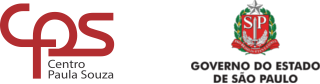 cps
Centro
Paula Souza
SP
GOVERNO DO ESTADO
DE SÃO PAULO